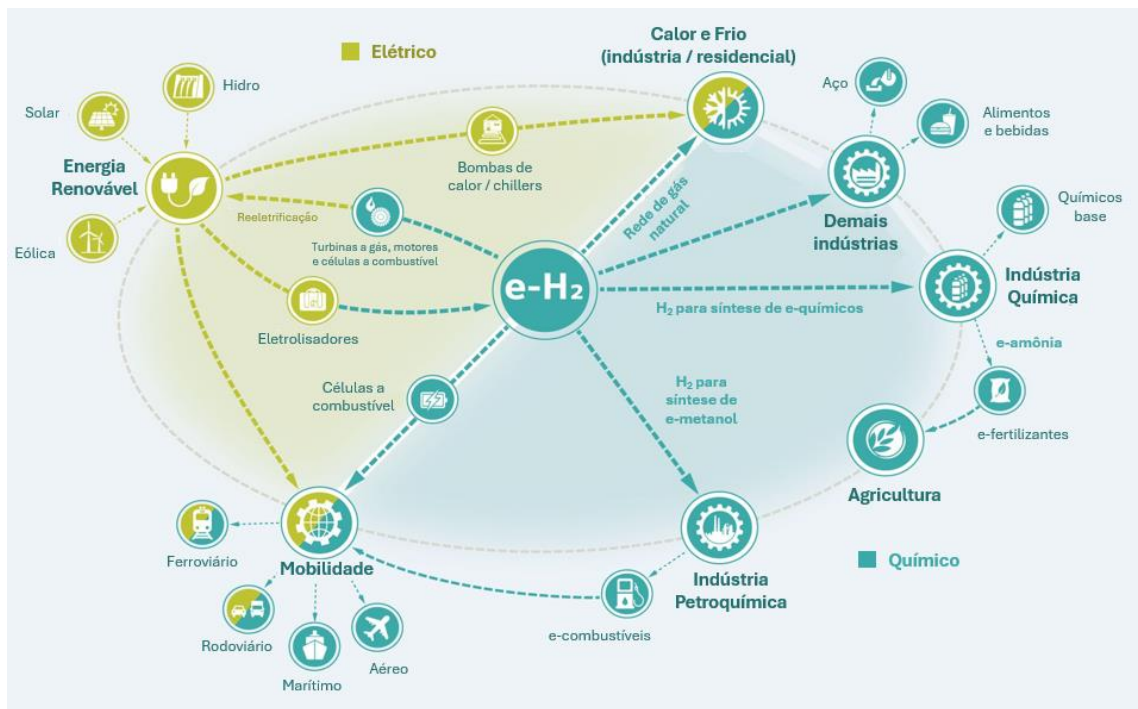 Elétrico
Calor e Frio
(indústria / residencial)
Hidro
Solar
Aço
Alimentos
e bebidas
Energia
Renovável
Bombas de
calor / chillers
Reeletrificação
Rede de gás
natural
Químicos
base
Demais
indústrias
Eólica
Turbinas a gás, motores
e células a combustível
e-H₂
Indústria
Química
H₂ para síntese de e-químicos
Eletrolisadores
e-amônia
Células a
combustível
H₂ para
síntese de
e-metanol
e-fertilizantes
Agricultura
Químico
Ferroviário
Mobilidade
Indústria
Petroquímica
e-combustíveis
Rodoviário
Marítimo
Aéreo